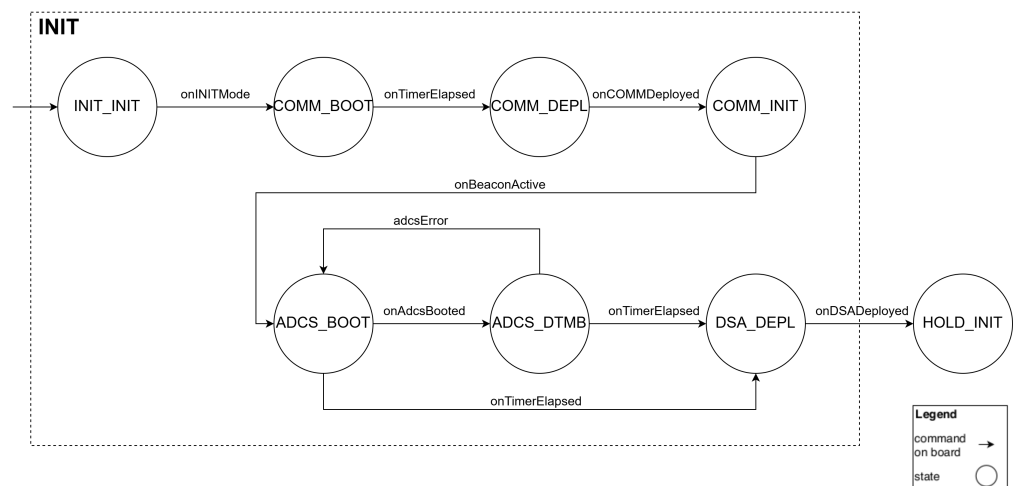 INIT
onINITMode
onTimerElapsed
onCOMMDeployed
INIT_INIT
COMM_BOOT
COMM_DEPL
COMM_INIT
onBeaconActive
adcsError
onAdcsBooted
onTimerElapsed
onDSADeployed
ADCS_BOOT
ADCS_DTMB
DSA_DEPL
HOLD_INIT
onTimerElapsed
Legend
command
on board
state